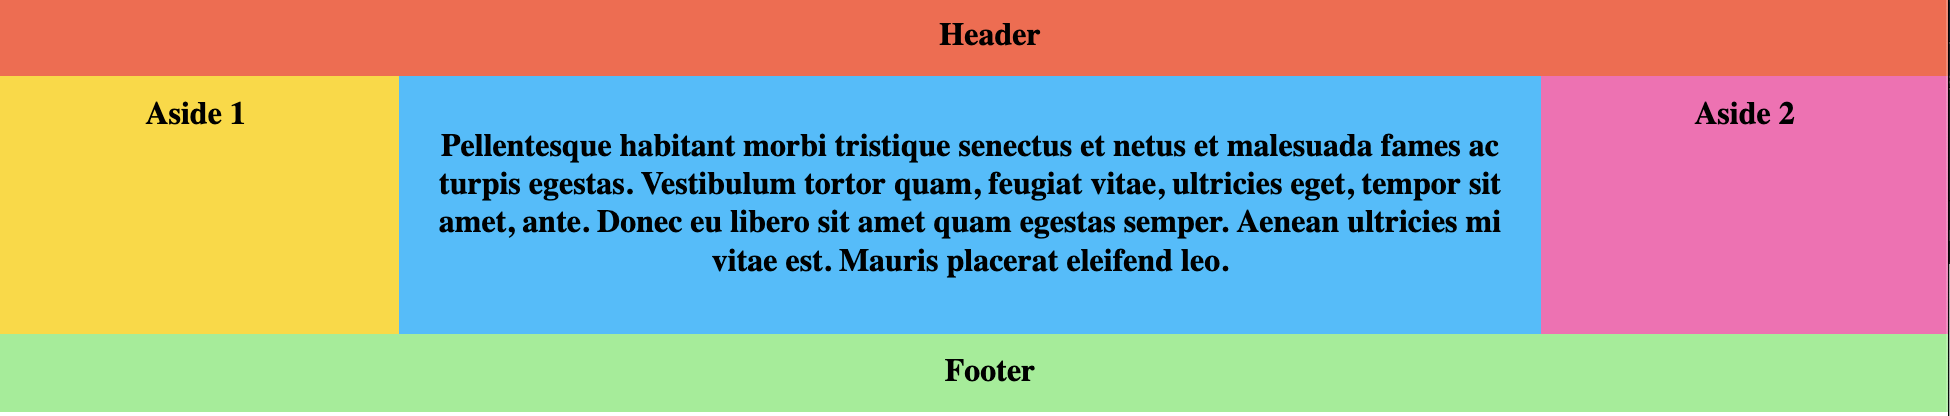 Header
Aside 1
Pellentesque habitant morbi tristique senectus et netus et malesuada fames ac
turpis egestas. Vestibulum tortor quam, feugiat vitae, ultricies eget, tempor sit
amet, ante. Donec eu libero sit amet quam egestas semper. Aenean ultricies mi
vitae est. Mauris placerat eleifend leo.
Aside 2
Footer